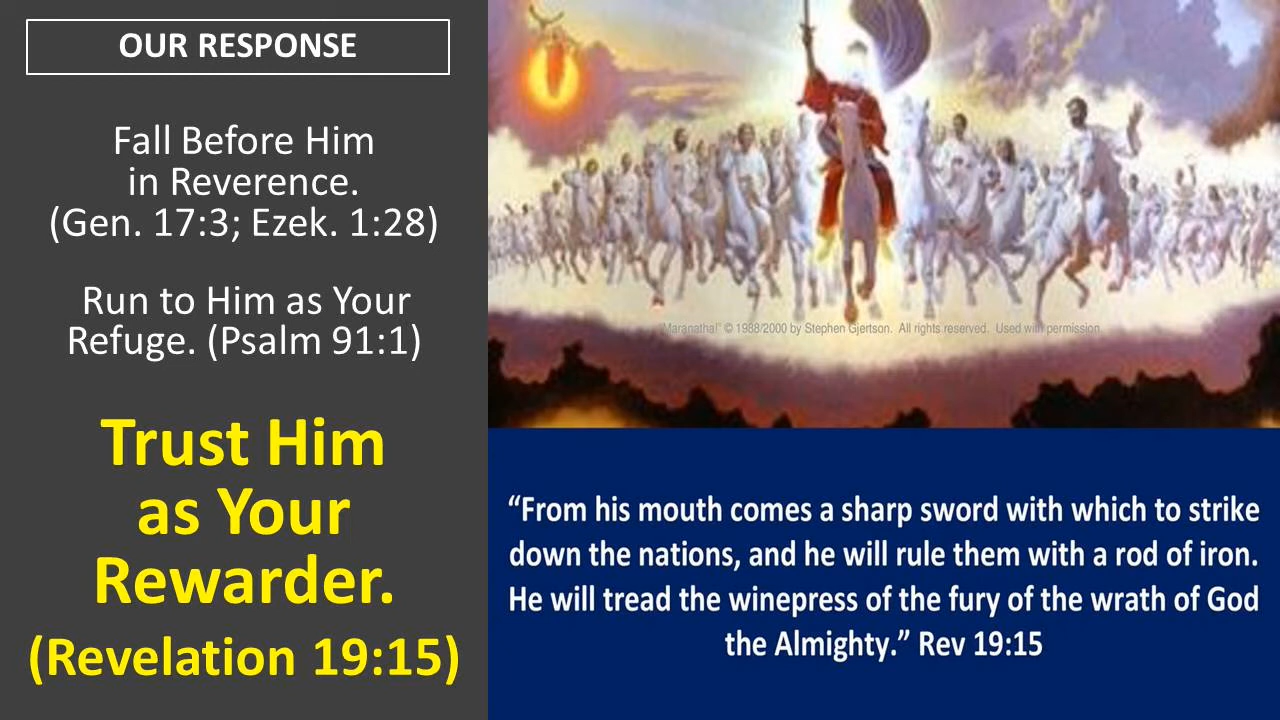 OUR RESPONSE
Fall Before Him
in Reverence.
(Gen. 17:3; Ezek. 1:28)
Run to Him as Your
Refuge. (Psalm 91:1)
Trust Him
as Your
Rewarder.
(Revelation 19:15)
"Maranatha!" © 1988/2000 by Stephen Gjertson. All rights reserved. Used with permission.
“From his mouth comes a sharp sword with which to strike
down the nations, and he will rule them with a rod of iron.
He will tread the winepress of the fury of the wrath of God
the Almighty.” Rev 19:15